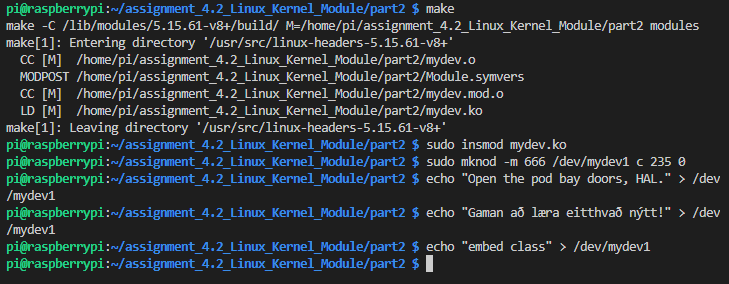 pi@raspberrypi:~/assignment_4.2_Linux_Kernel_Module/part2 $ make
make -C /lib/modules/5.15.61-v8+/build/ M=/home/pi/assignment_4.2_Linux_Kernel_Module/part2 modules
make[1]: Entering directory '/usr/src/linux-headers-5.15.61-v8+'
  CC [M]  /home/pi/assignment_4.2_Linux_Kernel_Module/part2/mydev.o
  MODPOST /home/pi/assignment_4.2_Linux_Kernel_Module/part2/Module.symvers
  CC [M]  /home/pi/assignment_4.2_Linux_Kernel_Module/part2/mydev.mod.o
  LD [M]  /home/pi/assignment_4.2_Linux_Kernel_Module/part2/mydev.ko
make[1]: Leaving directory '/usr/src/linux-headers-5.15.61-v8+'
pi@raspberrypi:~/assignment_4.2_Linux_Kernel_Module/part2 $ sudo insmod mydev.ko
pi@raspberrypi:~/assignment_4.2_Linux_Kernel_Module/part2 $ sudo mknod -m 666 /dev/mydev1 c 235 0
pi@raspberrypi:~/assignment_4.2_Linux_Kernel_Module/part2 $ echo "Open the pod bay doors, HAL." > /dev
/mydev1
pi@raspberrypi:~/assignment_4.2_Linux_Kernel_Module/part2 $ echo "Gaman að læra eitthvað nýtt!" > /dev
/mydev1
pi@raspberrypi:~/assignment_4.2_Linux_Kernel_Module/part2 $ echo "embed class" > /dev/mydev1
pi@raspberrypi:~/assignment_4.2_Linux_Kernel_Module/part2 $